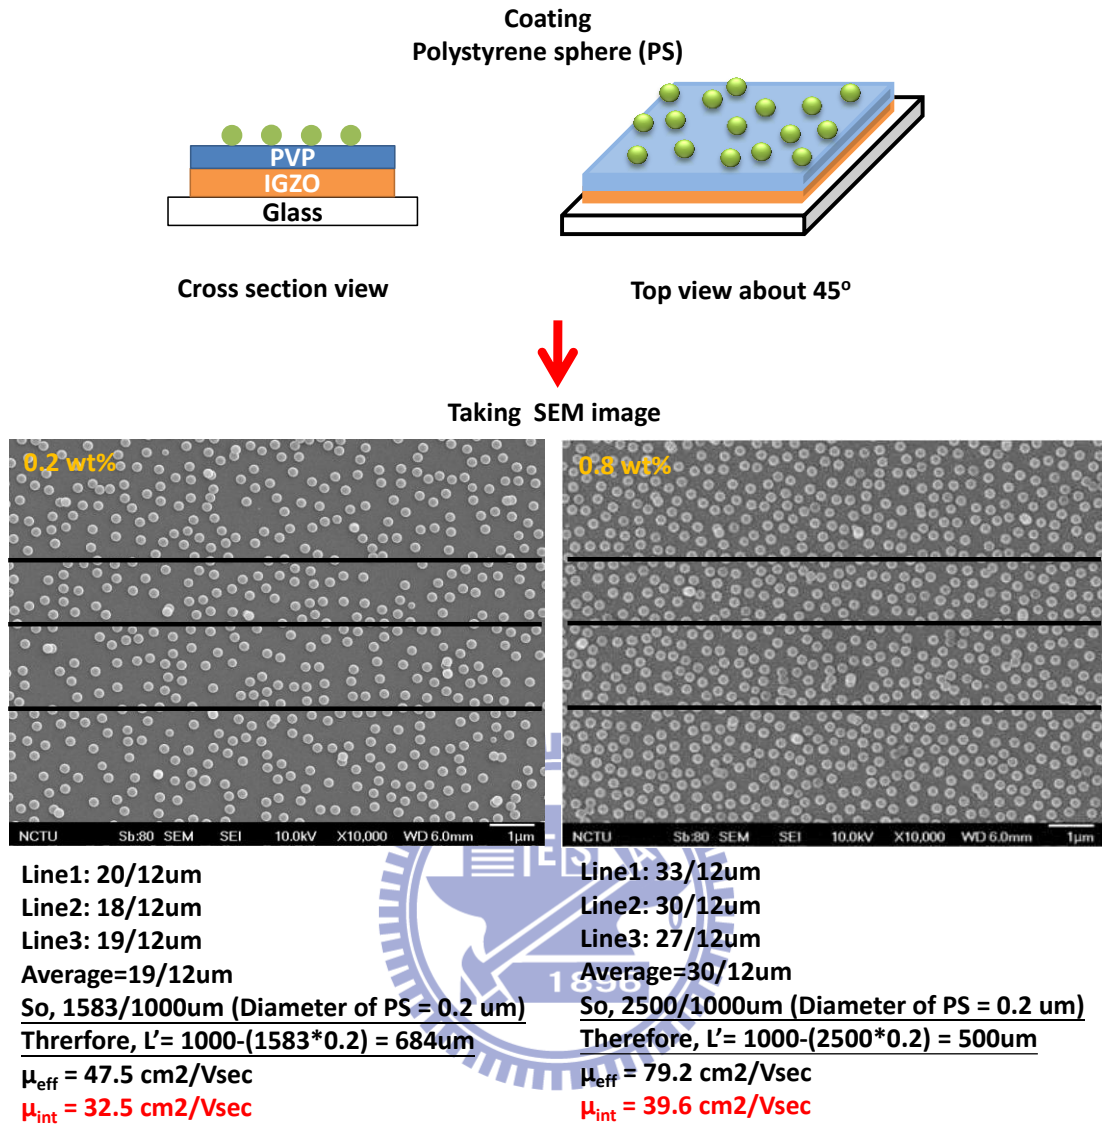 Coating
Polystyrene sphere (PS)
PVP
IGZO
Glass
Cross section view
Top view about 45o
Taking SEM image
0.2 wt%
0.8 wt%
NCTU Sb:80 SEM SEI 10.0kV X10,000 WD 6.0mm 1µm
NCTU Sb:80 SEM SEI 10.0kV X10,000 WD 6.0mm 1µm
Line1: 20/12um
Line2: 18/12um
Line3: 19/12um
Average=19/12um
So, 1583/1000um (Diameter of PS = 0.2 um)
Threrfore, L’= 1000-(1583*0.2) = 684um
µeff = 47.5 cm2/Vsec
µint = 32.5 cm2/Vsec
Line1: 33/12um
Line2: 30/12um
Line3: 27/12um
Average=30/12um
So, 2500/1000um (Diameter of PS = 0.2 um)
Therefore, L’= 1000-(2500*0.2) = 500um
µeff = 79.2 cm2/Vsec
µint = 39.6 cm2/Vsec
1896